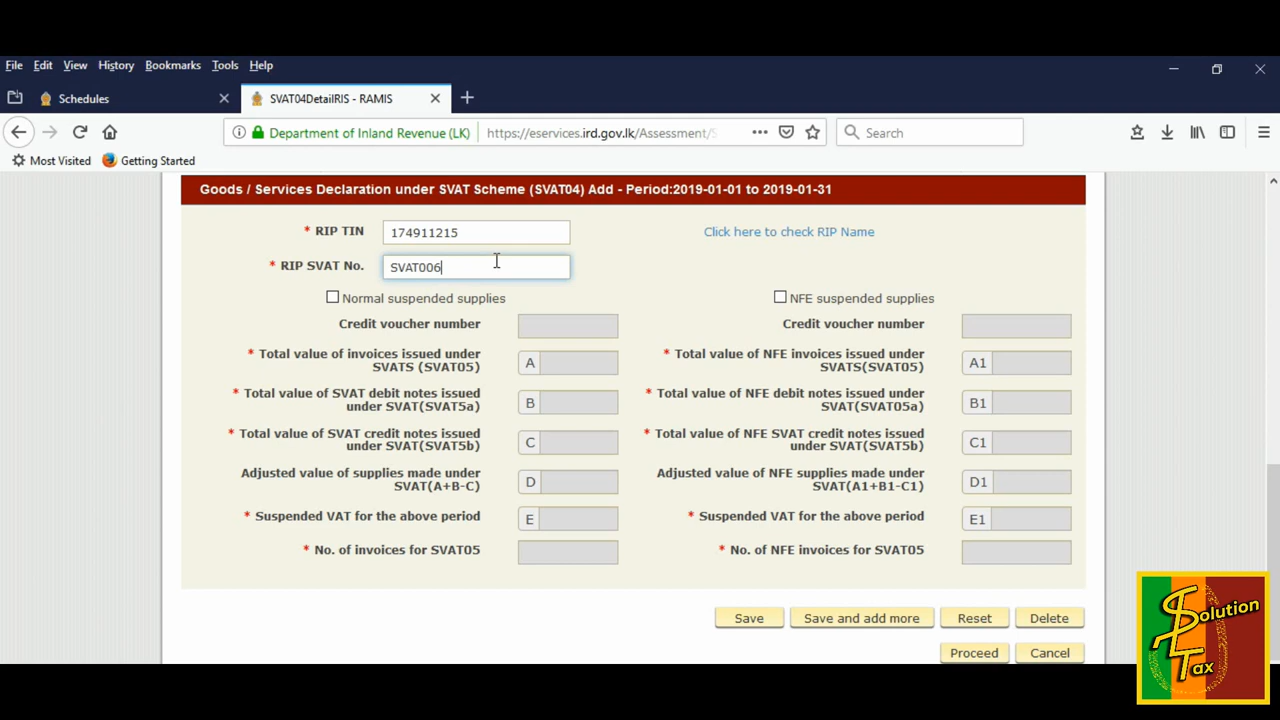 File Edit View History Bookmarks Tools Help
Schedules
SVAT04DetailRIS - RAMIS
Department of Inland Revenue (LK) https://eservices.ird.gov.lk/Assessment/S
Search
Most Visited Getting Started
Goods / Services Declaration under SVAT Scheme (SVAT04) Add - Period:2019-01-01 to 2019-01-31
* RIP TIN 174911215 Click here to check RIP Name
* RIP SVAT No. SVAT006
Normal suspended supplies
NFE suspended supplies
Credit voucher number
Credit voucher number
* Total value of invoices issued under
SVATS (SVAT05) A
* Total value of NFE invoices issued under
SVATS(SVAT05) A1
* Total value of SVAT debit notes issued
under SVAT(SVAT5a) B
* Total value of NFE debit notes issued under
SVAT(SVAT05a) B1
* Total value of SVAT credit notes issued
under SVAT(SVAT5b) C
* Total value of NFE SVAT credit notes issued
under SVAT(SVAT5b) C1
Adjusted value of supplies made under
SVAT(A+B-C) D
Adjusted value of NFE supplies made under
SVAT(A1+B1-C1) D1
* Suspended VAT for the above period E
* Suspended VAT for the above period E1
* No. of invoices for SVAT05
* No. of NFE invoices for SVAT05
Save Save and add more Reset Delete
Proceed Cancel
Solution
Tax